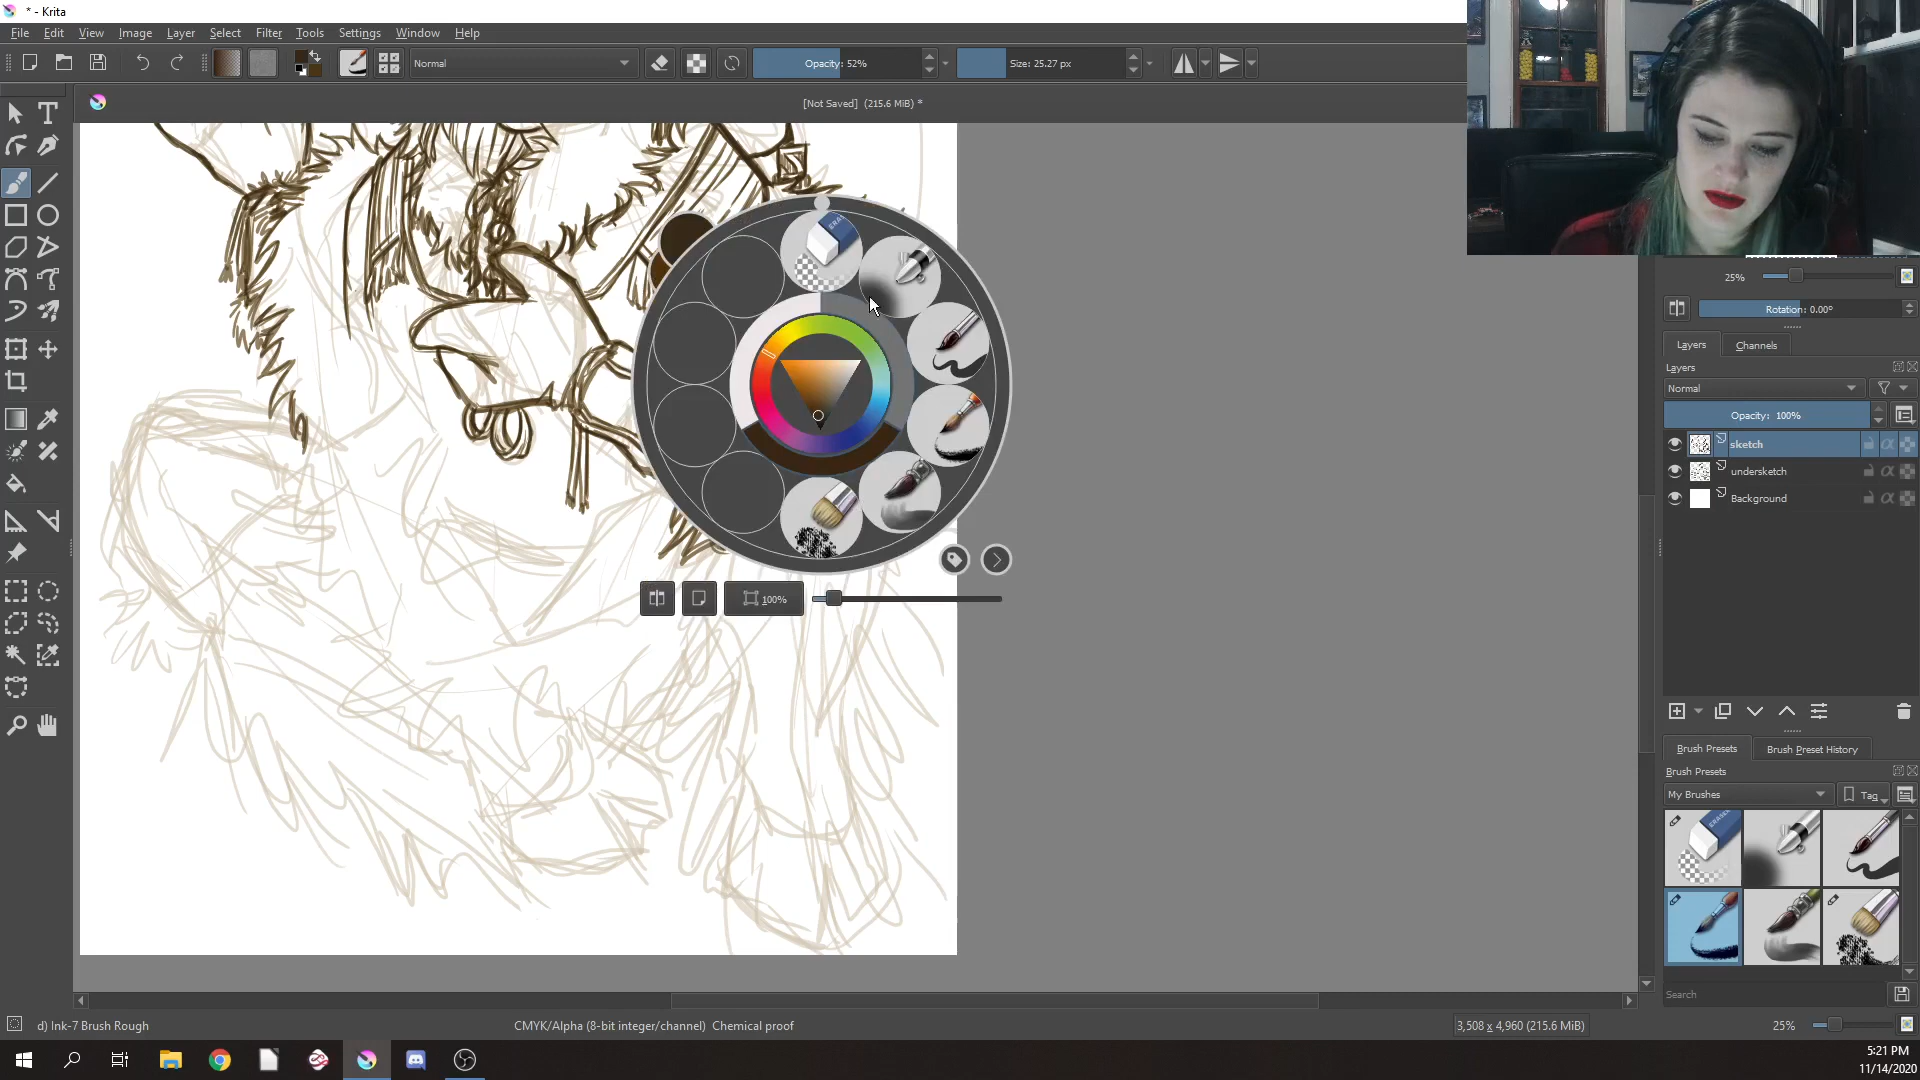 * - Krita
File Edit View Image Layer Select Filter Tools Settings Window Help
Normal Opacity: 52% Size: 25.27 px
[Not Saved] (215.6 MiB) *
25%
Rotation: 0.00°
Layers Channels
Layers
Normal
Opacity: 100%
sketch
undersketch
Background
100%
Brush Presets Brush Preset History
Brush Presets
My Brushes Tag
Search
d) Ink-7 Brush Rough CMYK/Alpha (8-bit integer/channel) Chemical proof 3,508 x 4,960 (215.6 MiB) 25%
5:21 PM
11/14/2020